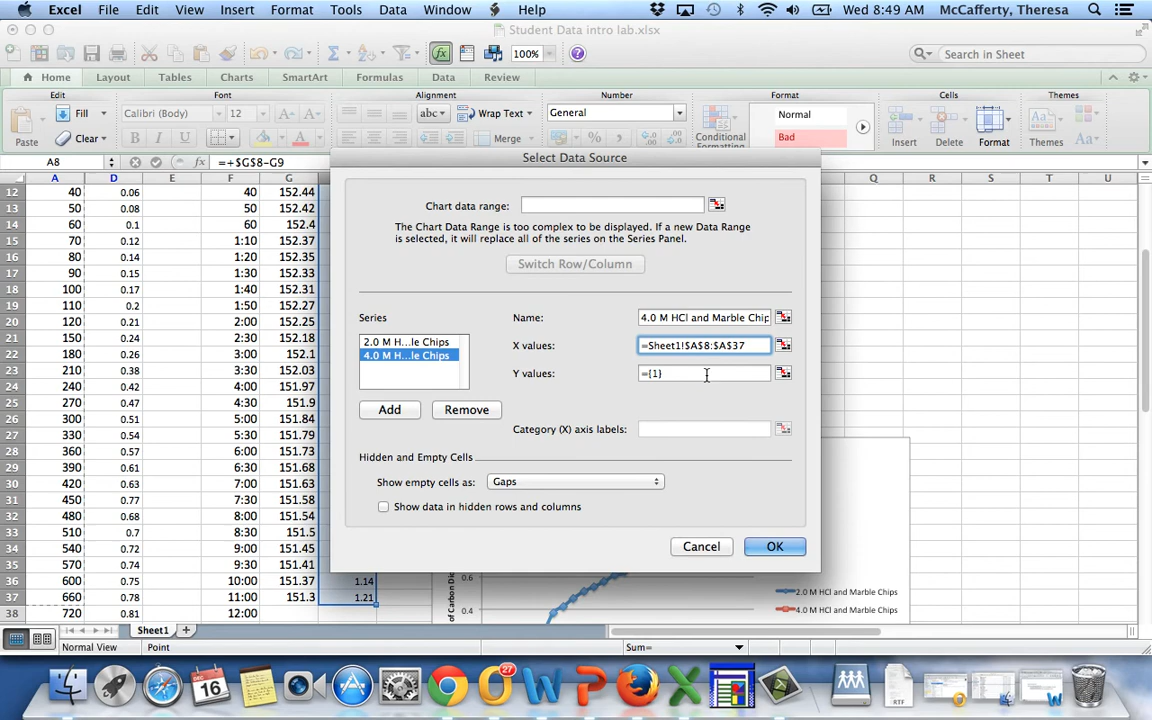 Excel File Edit View Insert Format Tools Data Window Help Wed 8:49 AM McCafferty, Theresa
Student Data intro lab.xlsx
100% Search in Sheet
Home Layout Tables Charts SmartArt Formulas Data Review
Edit Font Alignment Number Format Cells Themes
Fill Calibri (Body) 12 abc Wrap Text General Normal
Paste Clear B I U Merge % Conditional Formatting Bad Insert Delete Format Themes Aa
A8 fx =+$G$8-G9
Select Data Source
A D E F G Q R S T U
12 40 0.06 40 152.44
13 50 0.08 50 152.42
14 60 0.1 60 152.4
15 70 0.12 1:10 152.37
16 80 0.14 1:20 152.35
17 90 0.15 1:30 152.33
18 100 0.17 1:40 152.31
19 110 0.2 1:50 152.27
20 120 0.21 2:00 152.25
21 150 0.24 2:30 152.18
22 180 0.26 3:00 152.1
23 210 0.38 3:30 152.03
24 240 0.42 4:00 151.97
25 270 0.47 4:30 151.9
26 300 0.51 5:00 151.84
27 330 0.54 5:30 151.79
28 360 0.57 6:00 151.73
29 390 0.61 6:30 151.68
30 420 0.63 7:00 151.63
31 450 0.77 7:30 151.58
32 480 0.68 8:00 151.54
33 510 0.7 8:30 151.5
34 540 0.72 9:00 151.45
35 570 0.74 9:30 151.41
36 600 0.75 10:00 151.37 1.14
37 660 0.78 11:00 151.3 1.21
38 720 0.81 12:00
Chart data range:
The Chart Data Range is too complex to be displayed. If a new Data Range
is selected, it will replace all of the series on the Series Panel.
Switch Row/Column
Series
2.0 M H...le Chips
4.0 M H...le Chips
Add Remove
Name: 4.0 M HCl and Marble Chip
X values: =Sheet1!$A$8:$A$37
Y values: ={1}
Category (X) axis labels:
Hidden and Empty Cells
Show empty cells as: Gaps
Show data in hidden rows and columns
Cancel OK
0.6
0.4
of Carbon Di
2.0 M HCl and Marble Chips
4.0 M HCl and Marble Chips
Sheet1
Normal View Point Sum=
DEC 16 27 RTF